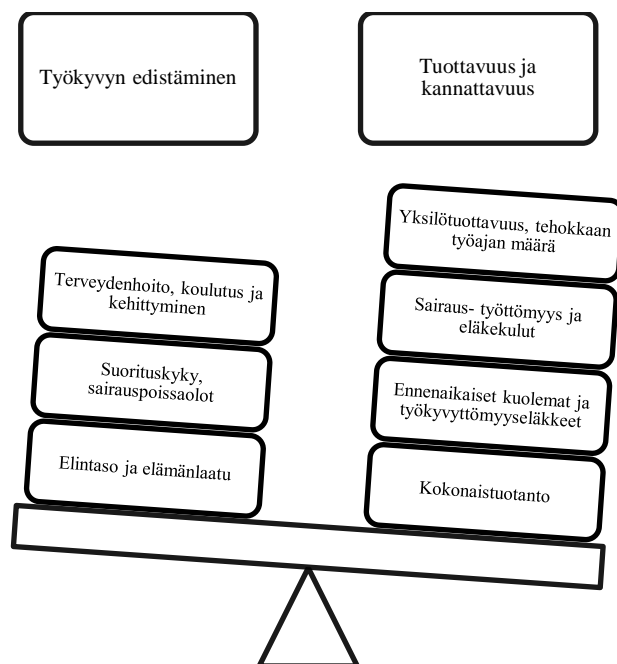 Työkyvyn edistäminen
Tuottavuus ja
kannattavuus
Terveydenhoito, koulutus ja
kehittyminen
Suorituskyky,
sairauspoissaolot
Elintaso ja elämänlaatu
Yksilötuottavuus, tehokkaan
työajan määrä
Sairaus- työttömyys ja
eläkekulut
Ennenaikaiset kuolemat ja
työkyvyttömyyseläkkeet
Kokonaistuotanto